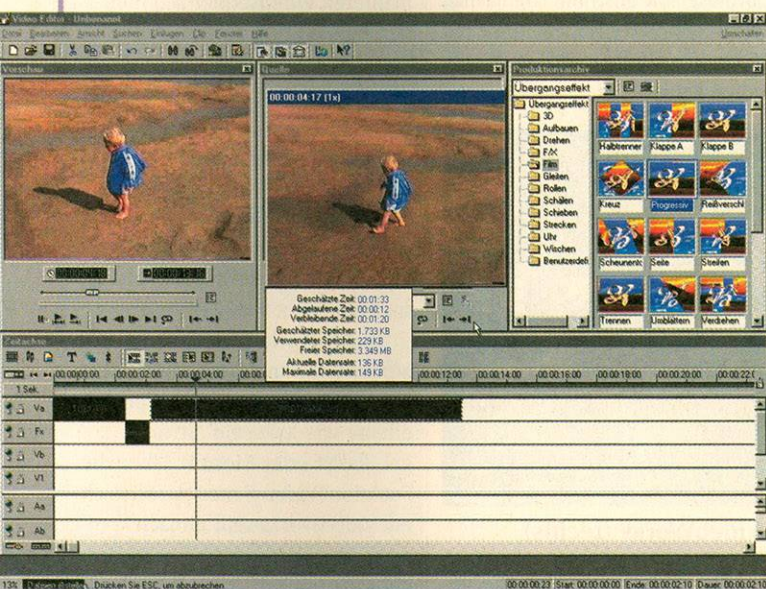 Video Editor - Unbenannt
Datei Bearbeiten Ansicht Suchen Einfügen Clip Fenster Hilfe
Umschalten
Vorschau
Quelle
Produktionsarchiv
00:00:04:17 (1x)
Übergangseffekt
Übergangseffekt
3D
Aufbauen
Drehen
F/X
Film
Gleiten
Rollen
Schälen
Schieben
Strecken
Uhr
Wischen
Benutzerdefi
Halbtrenner Klappe A Klappe B
Kreuz Progressiv Reißverschl
Scheunento Seite Streifen
Trennen Umblättern Verdrehen
Geschätzte Zeit: 00:01:33
Abgelaufene Zeit: 00:00:12
Verbleibende Zeit: 00:01:20
Geschätzter Speicher: 1,733 KB
Verwendeter Speicher: 229 KB
Freier Speicher: 3.349 MB
Aktuelle Datenrate: 136 KB
Maximale Datenrate: 149 KB
Zeitachse
1 Sek.
00:00:00:00 00:00:02:00 00:00:04:00 00:00:12:00 00:00:14:00 00:00:16:00 00:00:18:00 00:00:20:00
Va
Fx
Vb
V1
Aa
Ab
13% Dateien erstellen, Drücken Sie ESC, um abzubrechen
00:00:00:23 Start: 00:00:00:00 Ende: 00:00:02:10 Dauer: 00:00:02:10